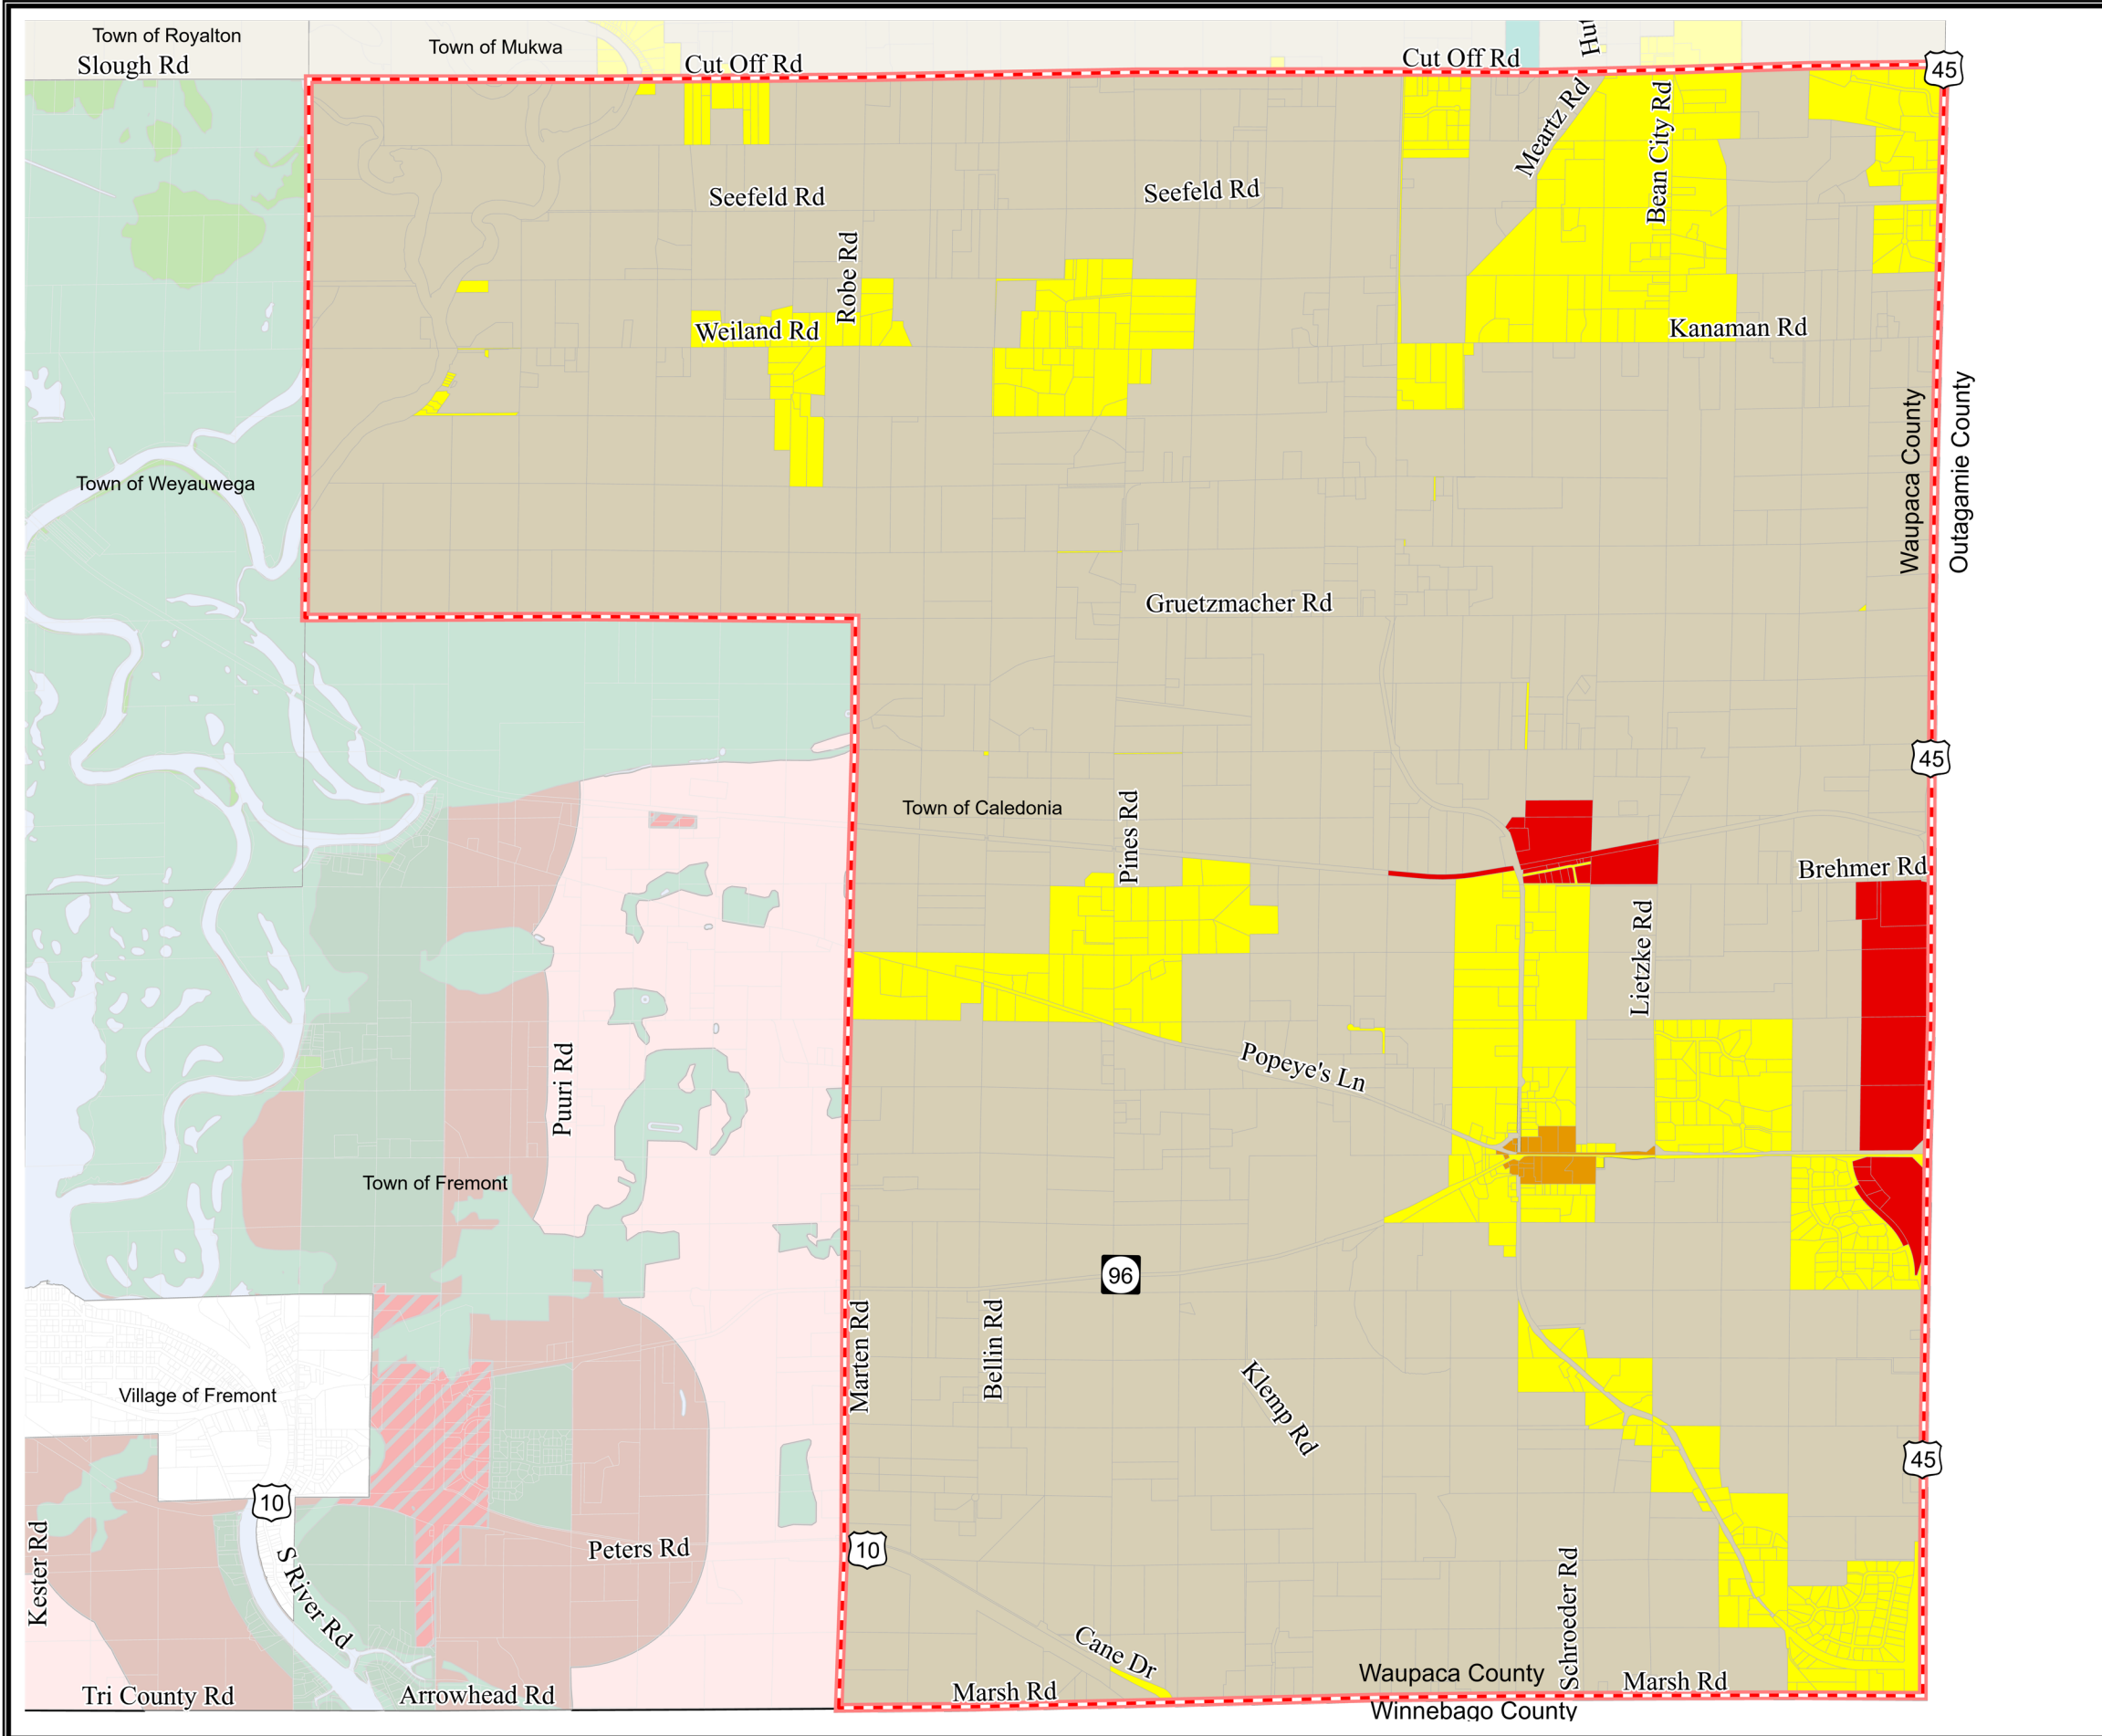 Town of Royalton
Town of Mukwa
Slough Rd
Cut Off Rd
Cut Off Rd
45
Meartz Rd
Bean City Rd
Seefeld Rd
Seefeld Rd
Robe Rd
Weiland Rd
Kanaman Rd
Waupaca County
Outagamie County
Town of Weyauwega
Gruetzmacher Rd
45
Town of Caledonia
Pines Rd
Brehmer Rd
Lietzke Rd
Popeye's Ln
Puuri Rd
Town of Fremont
96
Marten Rd
Bellin Rd
Klemp Rd
Village of Fremont
45
10
10
Kester Rd
S River Rd
Peters Rd
Schroeder Rd
Cane Dr
Waupaca County
Marsh Rd
Marsh Rd
Tri County Rd
Arrowhead Rd
Winnebago County